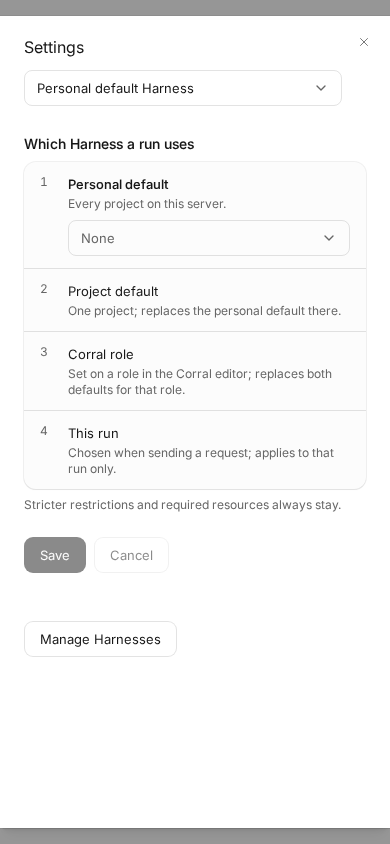 Settings
Personal default Harness
Which Harness a run uses
1
Personal default
Every project on this server.
None
2
Project default
One project; replaces the personal default there.
3
Corral role
Set on a role in the Corral editor; replaces both
defaults for that role.
4
This run
Chosen when sending a request; applies to that
run only.
Stricter restrictions and required resources always stay.
Save
Cancel
Manage Harnesses